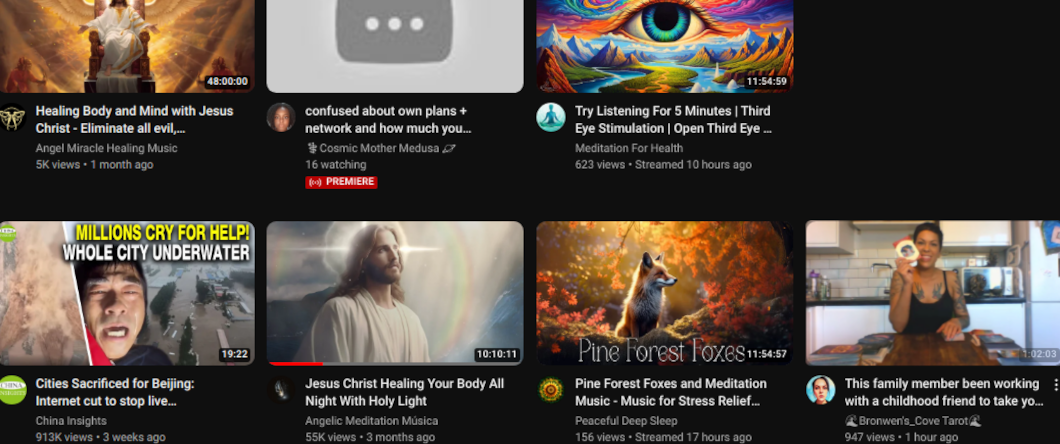 48:00:00
11:54:59
Healing Body and Mind with Jesus
Christ - Eliminate all evil,...
Angel Miracle Healing Music
5K views • 1 month ago
confused about own plans +
network and how much you...
⚕Cosmic Mother Medusa🪐
16 watching
PREMIERE
Try Listening For 5 Minutes | Third
Eye Stimulation | Open Third Eye ...
Meditation For Health
623 views • Streamed 10 hours ago
MILLIONS CRY FOR HELP!
WHOLE CITY UNDERWATER
19:22
CHINA
Cities Sacrificed for Beijing:
Internet cut to stop live...
China Insights
913K views • 3 weeks ago
10:10:11
Jesus Christ Healing Your Body All
Night With Holy Light
Angelic Meditation Música
55K views • 3 months ago
Pine Forest Foxes
11:54:57
Pine Forest Foxes and Meditation
Music - Music for Stress Relief...
Peaceful Deep Sleep
156 views • Streamed 17 hours ago
1:02:03
This family member been working
with a childhood friend to take yo...
🌊Bronwen's_Cove Tarot🌊
947 views • 1 hour ago